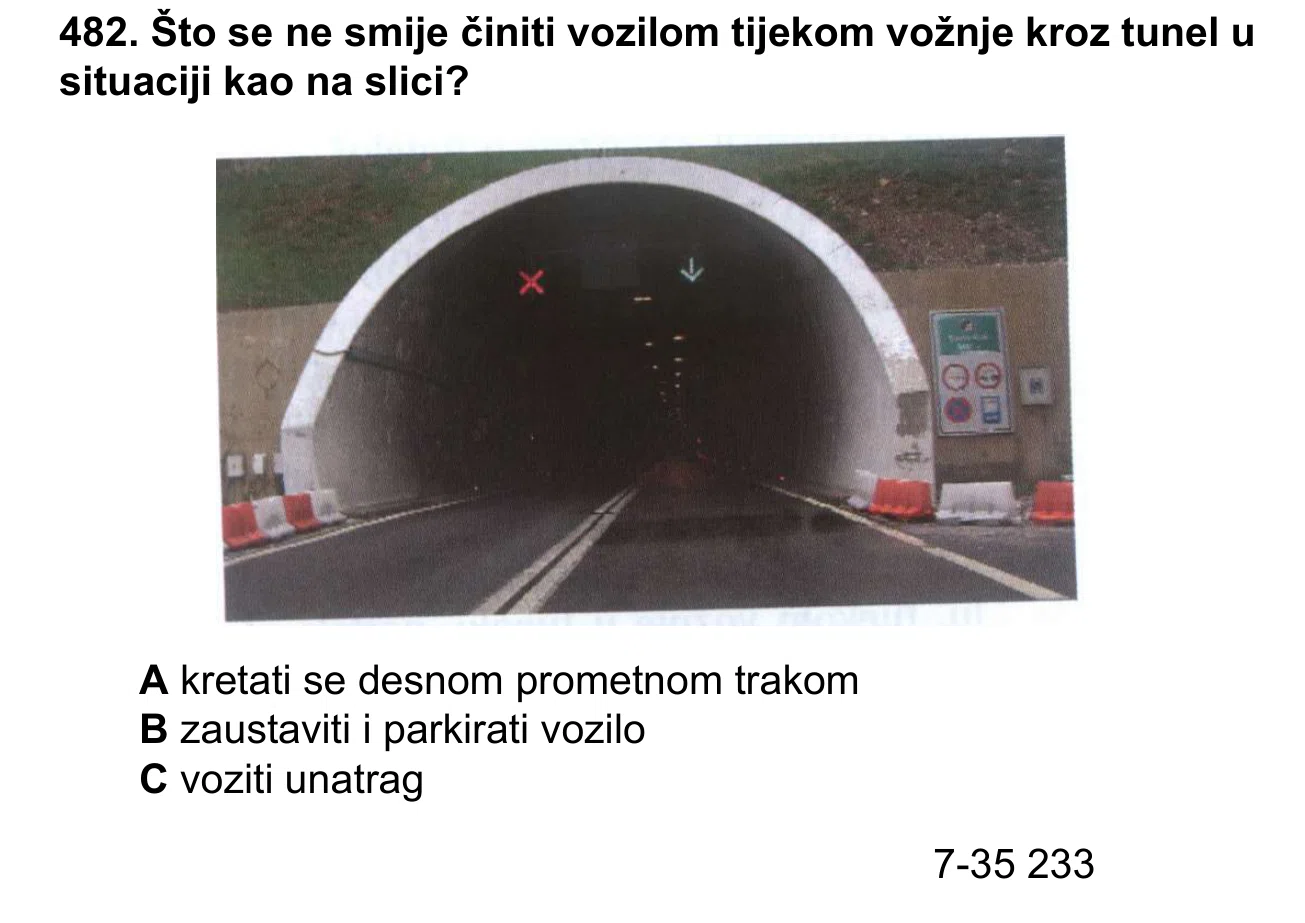 482. Što se ne smije činiti vozilom tijekom vožnje kroz tunel u
situaciji kao na slici?
A kretati se desnom prometnom trakom
B zaustaviti i parkirati vozilo
C voziti unatrag
7-35 233